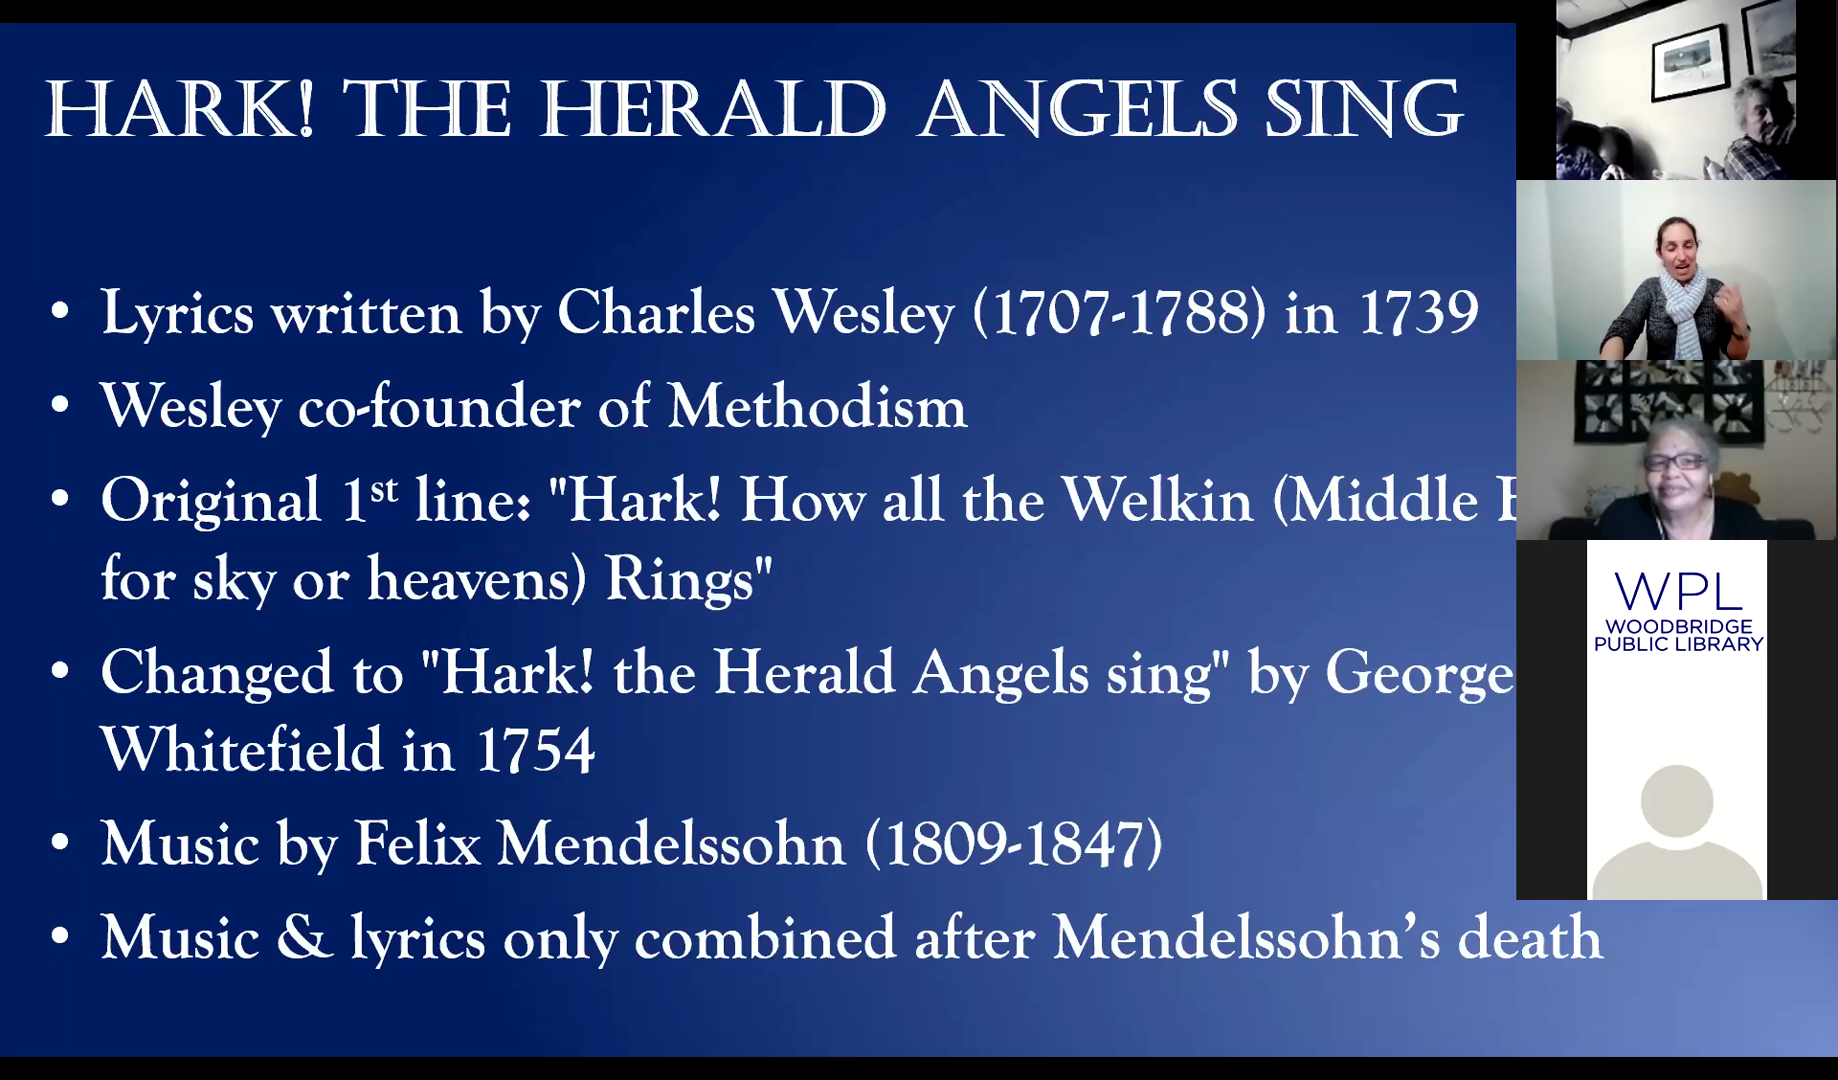 HARK! THE HERALD ANGELS SING
• Lyrics written by Charles Wesley (1707-1788) in 1739
• Wesley co-founder of Methodism
• Original 1st line: "Hark! How all the Welkin (Middle
for sky or heavens) Rings"
• Changed to "Hark! the Herald Angels sing" by George
Whitefield in 1754
• Music by Felix Mendelssohn (1809-1847)
• Music & lyrics only combined after Mendelssohn’s death
WPL
WOODBRIDGE
PUBLIC LIBRARY